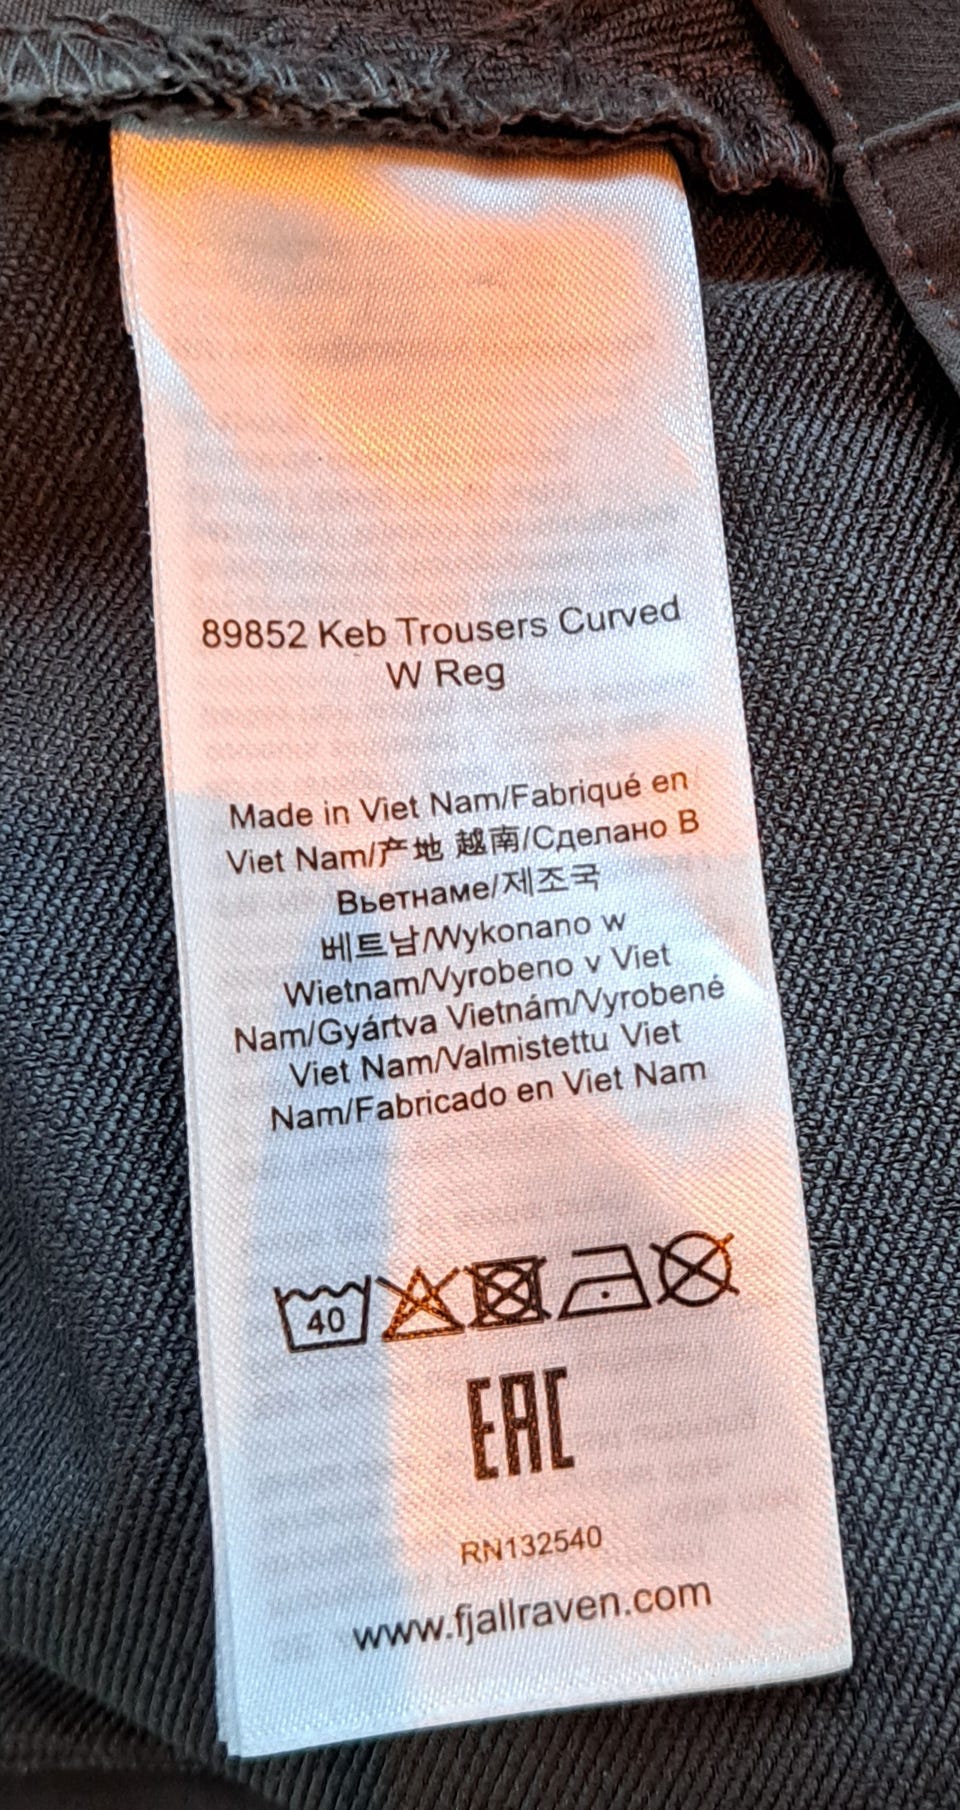 89852 Keb Trousers Curved
W Reg
Made in Viet Nam/Fabriqué en
Viet Nam/产地 越南/Сделано В
Вьетнаме/제조국
베트남/Wykonano w
Wietnam/Vyrobeno v Viet
Nam/Gyártva Vietnám/Vyrobené
Viet Nam/Valmistettu Viet
Nam/Fabricado en Viet Nam
40
EAC
RN132540
www.fjallraven.com